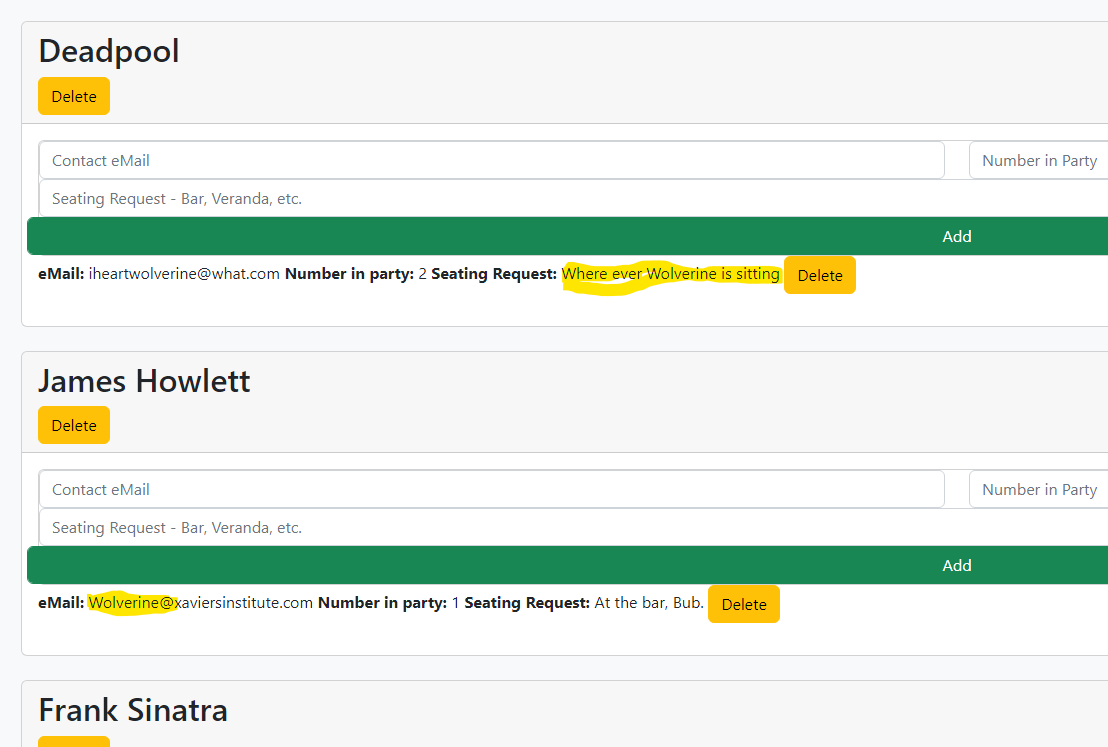 Deadpool
Delete
Contact eMail Number in Party
Seating Request - Bar, Veranda, etc.
Add
eMail: iheartwolverine@what.com Number in party: 2 Seating Request: Where ever Wolverine is sitting Delete
James Howlett
Delete
Contact eMail Number in Party
Seating Request - Bar, Veranda, etc.
Add
eMail: Wolverine@xaviersinstitute.com Number in party: 1 Seating Request: At the bar, Bub. Delete
Frank Sinatra